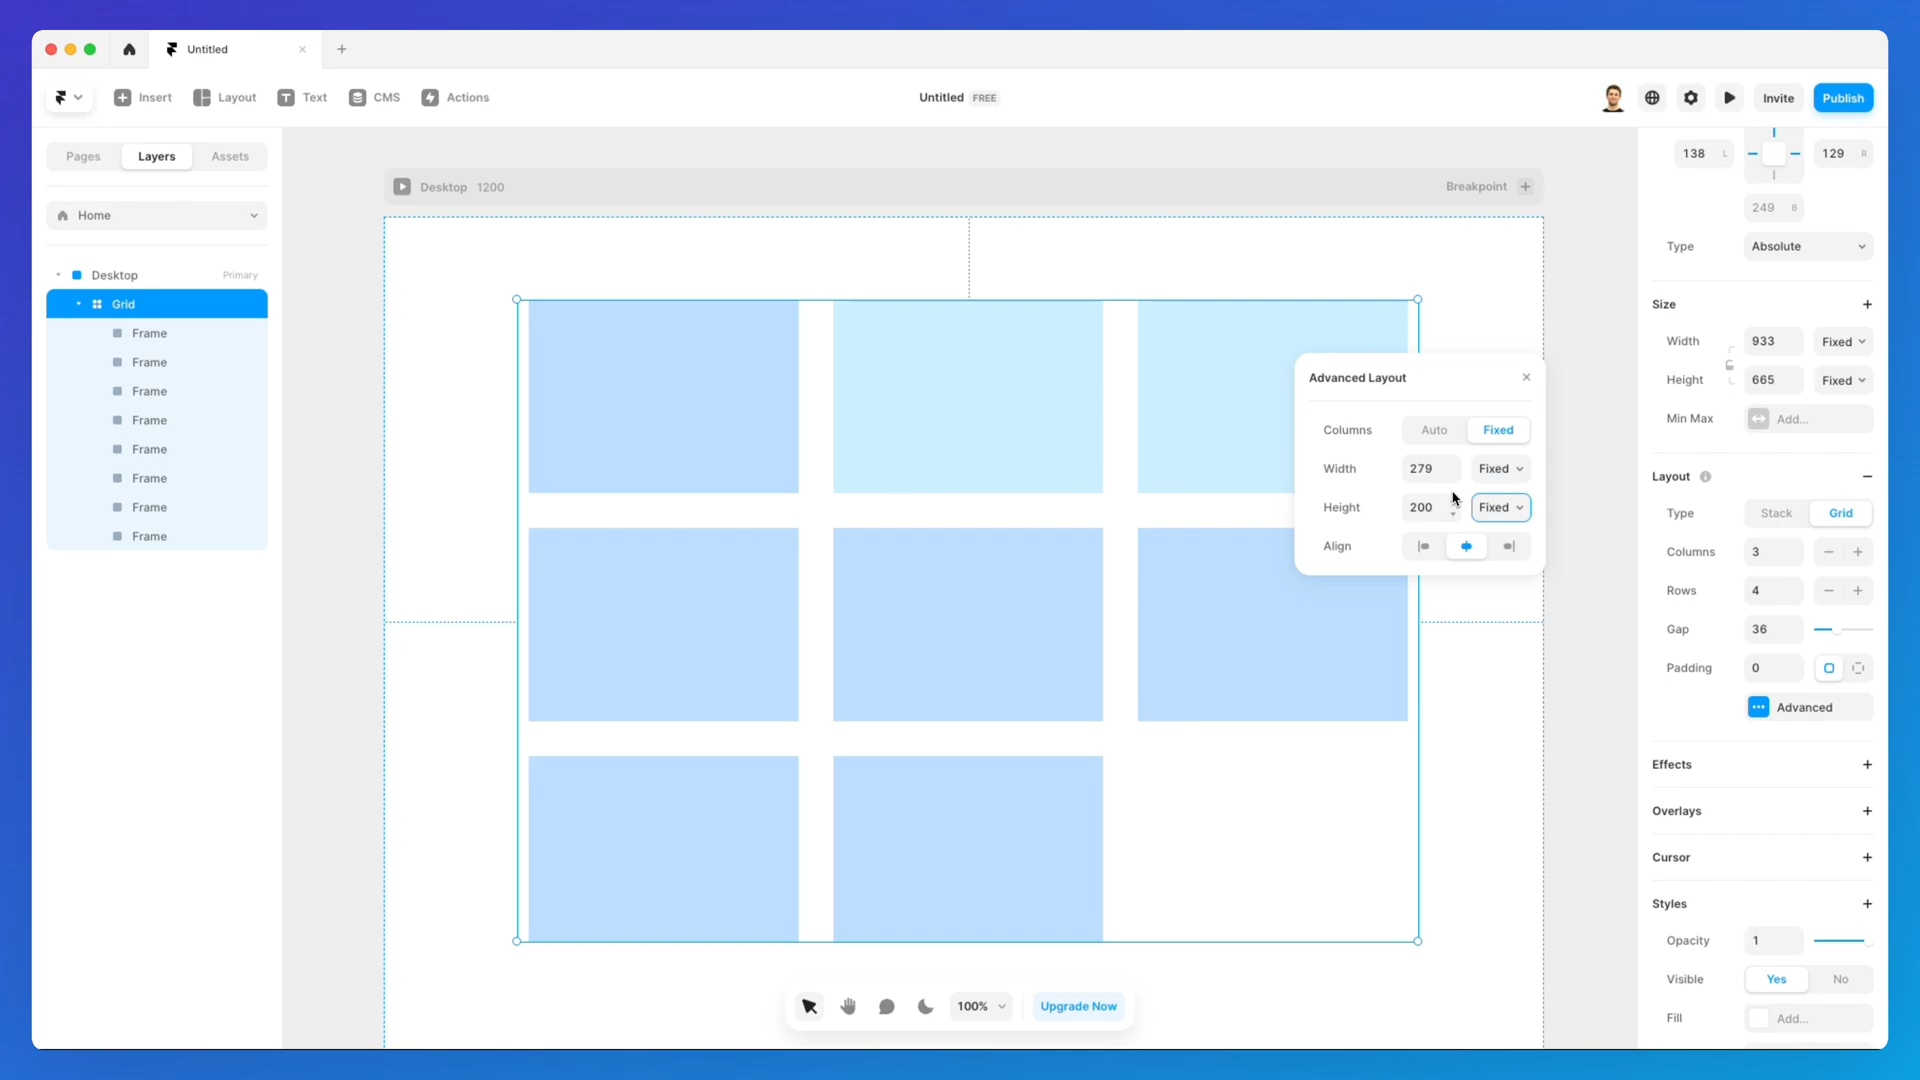 Untitled
Insert
Layout
Text
CMS
Actions
Untitled FREE
Invite
Publish
Pages
Layers
Assets
Home
Desktop Primary
Grid
Frame
Frame
Frame
Frame
Frame
Frame
Frame
Frame
Desktop 1200
Breakpoint
Advanced Layout
Columns Auto Fixed
Width 279 Fixed
Height 200 Fixed
Align
100%
Upgrade Now
138 L
129 R
249 B
Type Absolute
Size
Width 933 Fixed
Height 665 Fixed
Min Max Add...
Layout
Type Stack Grid
Columns 3
Rows 4
Gap 36
Padding 0
Advanced
Effects
Overlays
Cursor
Styles
Opacity 1
Visible Yes No
Fill Add...